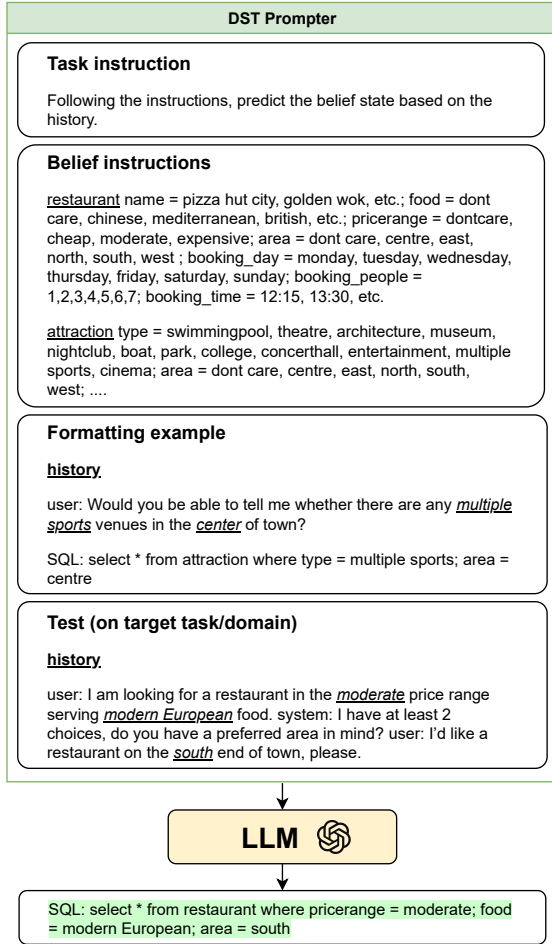 DST Prompter
Task instruction
Following the instructions, predict the belief state based on the
history.
Belief instructions
restaurant name = pizza hut city, golden wok, etc.; food = dont
care, chinese, mediterranean, british, etc.; pricerange = dontcare,
cheap, moderate, expensive; area = dont care, centre, east,
north, south, west ; booking_day = monday, tuesday, wednesday,
thursday, friday, saturday, sunday; booking_people =
1,2,3,4,5,6,7; booking_time = 12:15, 13:30, etc.
attraction type = swimmingpool, theatre, architecture, museum,
nightclub, boat, park, college, concerthall, entertainment, multiple
sports, cinema; area = dont care, centre, east, north, south,
west; ....
Formatting example
history
user: Would you be able to tell me whether there are any multiple
sports venues in the center of town?
SQL: select * from attraction where type = multiple sports; area =
centre
Test (on target task/domain)
history
user: I am looking for a restaurant in the moderate price range
serving modern European food. system: I have at least 2
choices, do you have a preferred area in mind? user: I'd like a
restaurant on the south end of town, please.
LLM
SQL: select * from restaurant where pricerange = moderate; food
= modern European; area = south